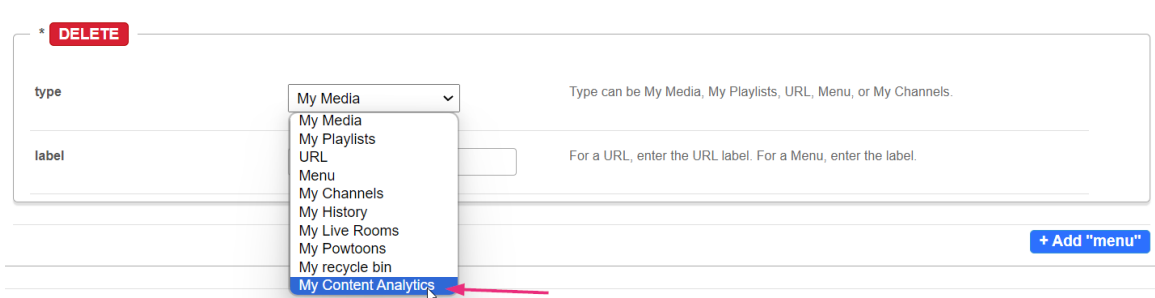 * DELETE
type
My Media
Type can be My Media, My Playlists, URL, Menu, or My Channels.
My Media
My Playlists
URL
Menu
My Channels
My History
My Live Rooms
My Powtoons
My recycle bin
My Content Analytics
label
For a URL, enter the URL label. For a Menu, enter the label.
+ Add "menu"